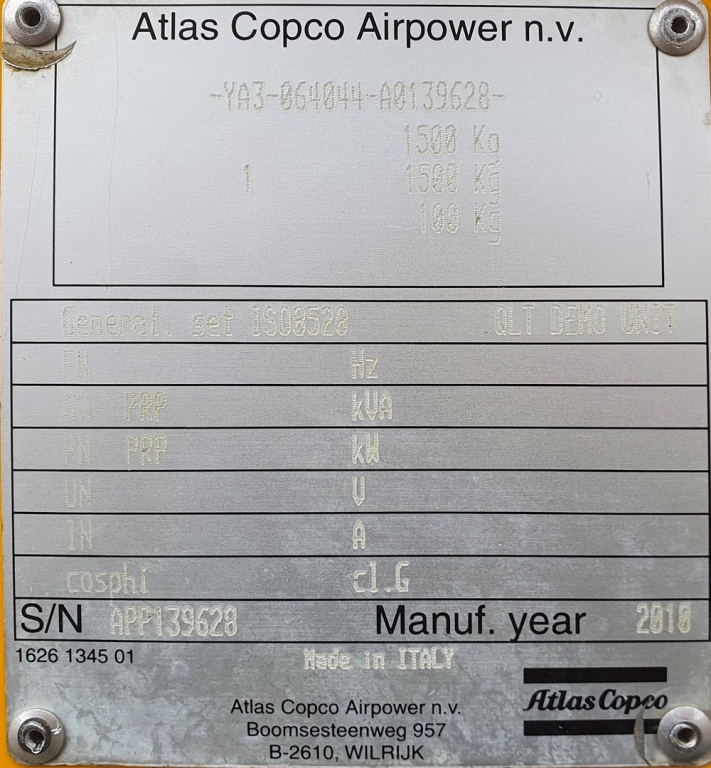 Atlas Copco Airpower n.v.
-YA3-064044-A0139628-
1500 Kg
1 1500 Kg
100 Kg
Generat. set ISO8528 QLT DEMO UNIT
FN Hz
SN PRP kVA
PN PRP kW
UN V
IN A
cosphi cl.G
S/N APP139628 Manuf. year 2010
1626 1345 01
Made in ITALY
Atlas Copco
Atlas Copco Airpower n.v.
Boomsesteenweg 957
B-2610, WILRIJK